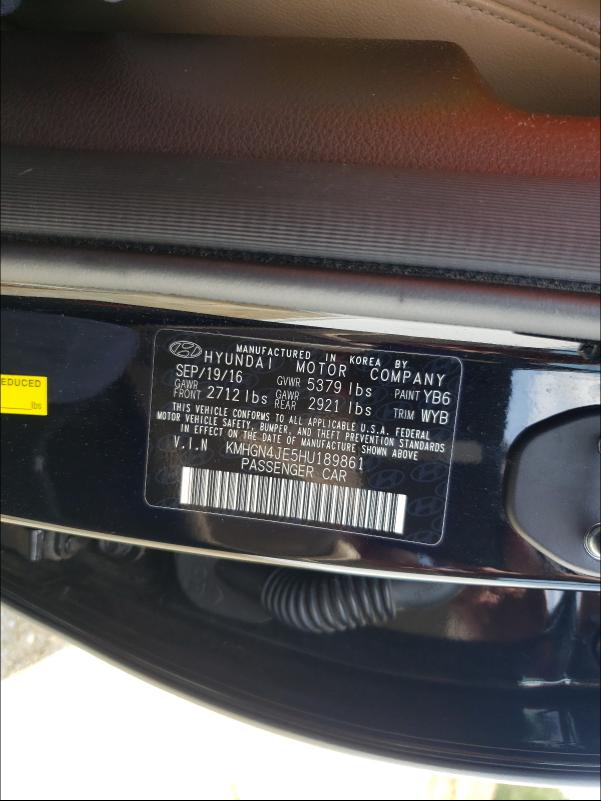 EDUCED
lbs
MANUFACTURED IN KOREA BY
HYUNDAI MOTOR COMPANY
SEP/19/16 GVWR 5379 lbs PAINT YB6
GAWR FRONT 2712 lbs GAWR REAR 2921 lbs TRIM WYB
THIS VEHICLE CONFORMS TO ALL APPLICABLE U.S.A. FEDERAL
MOTOR VEHICLE SAFETY, BUMPER, AND THEFT PREVENTION STANDARDS
IN EFFECT ON THE DATE OF MANUFACTURE SHOWN ABOVE
V.I.N KMHGN4JE5HU189861
PASSENGER CAR